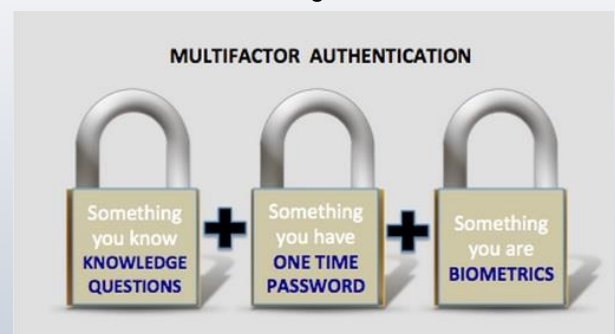 MULTIFACTOR AUTHENTICATION
Something
you know
KNOWLEDGE
QUESTIONS
Something
you have
ONE TIME
PASSWORD
Something
you are
BIOMETRICS